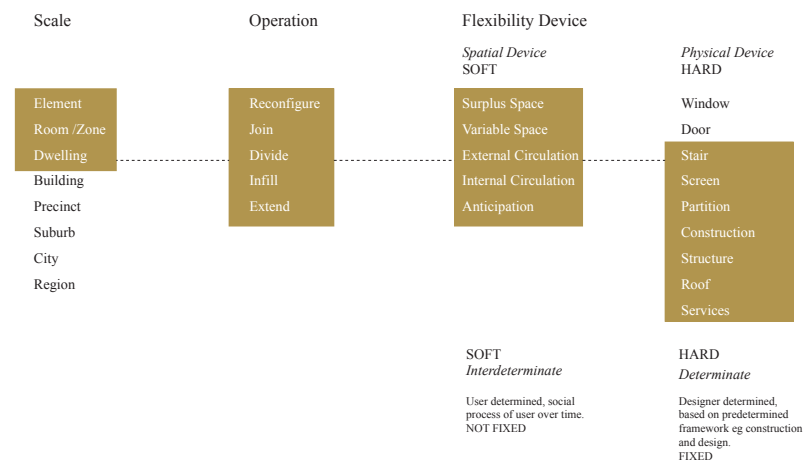 Scale
Operation
Flexibility Device
Spatial Device
SOFT
Physical Device
HARD
Element
Room /Zone
Dwelling
Building
Precinct
Suburb
City
Region
Reconfigure
Join
Divide
Infill
Extend
Surplus Space
Variable Space
External Circulation
Internal Circulation
Anticipation
Window
Door
Stair
Screen
Partition
Construction
Structure
Roof
Services
SOFT
Interdeterminate
User determined, social
process of user over time.
NOT FIXED
HARD
Determinate
Designer determined,
based on predetermined
framework eg construction
and design.
FIXED